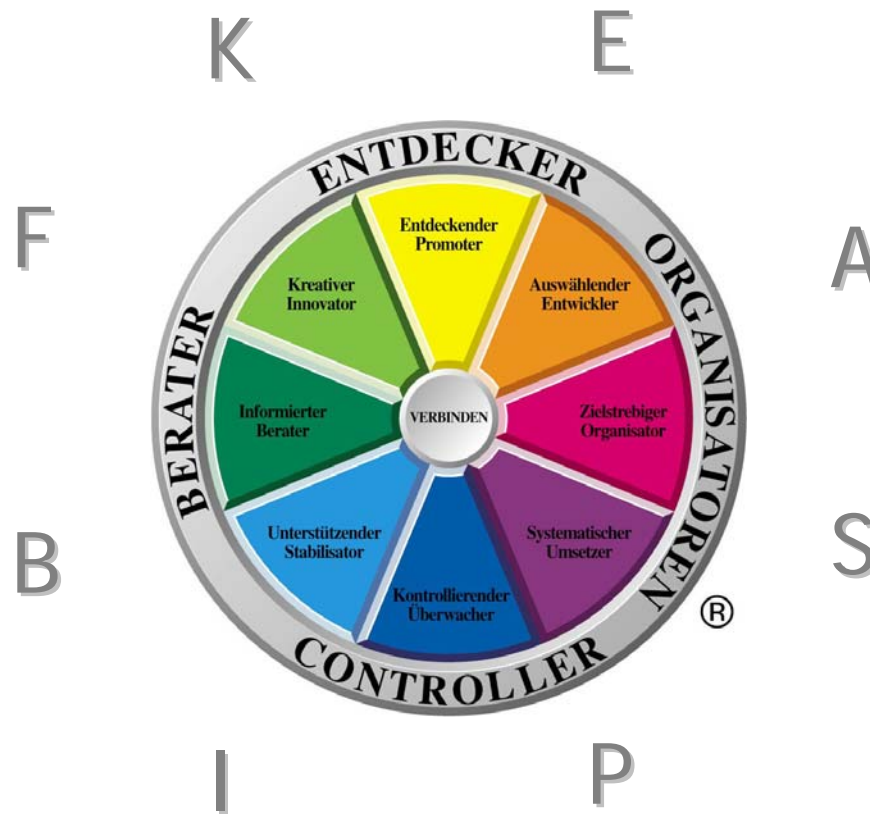 K
E
ENTDECKER
Entdeckender
Promoter
F
A
Kreativer
Innovator
Auswählender
Entwickler
ORGANISATOREN
BERATER
Informierter
Berater
VERBINDEN
Zielstrebiger
Organisator
B
S
Unterstützender
Stabilisator
Systematischer
Umsetzer
Kontrollierender
Überwacher
®
CONTROLLER
I
P